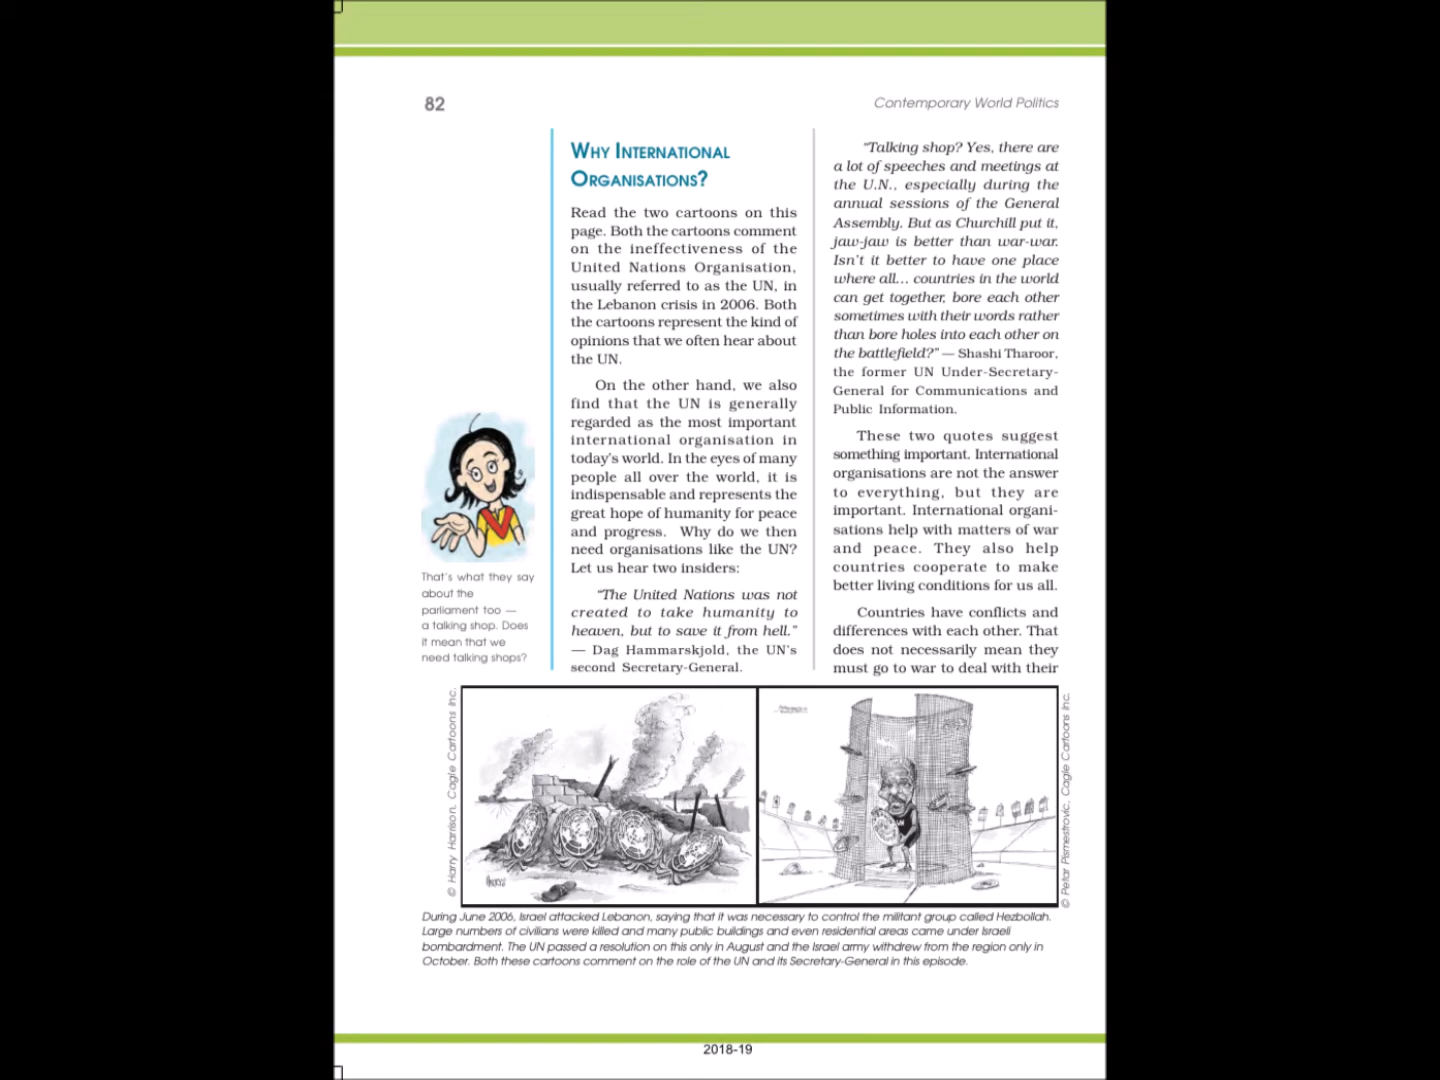 82
Contemporary World Politics
WHY INTERNATIONAL
ORGANISATIONS?
Read the two cartoons on this
page. Both the cartoons comment
on the ineffectiveness of the
United Nations Organisation,
usually referred to as the UN, in
the Lebanon crisis in 2006. Both
the cartoons represent the kind of
opinions that we often hear about
the UN.
On the other hand, we also
find that the UN is generally
regarded as the most important
international organisation in
today's world. In the eyes of many
people all over the world, it is
indispensable and represents the
great hope of humanity for peace
and progress. Why do we then
need organisations like the UN?
Let us hear two insiders:
"The United Nations was not
created to take humanity to
heaven, but to save it from hell."
— Dag Hammarskjold, the UN's
second Secretary-General.
"Talking shop? Yes, there are
a lot of speeches and meetings at
the U.N., especially during the
annual sessions of the General
Assembly. But as Churchill put it,
jaw-jaw is better than war-war.
Isn't it better to have one place
where all... countries in the world
can get together, bore each other
sometimes with their words rather
than bore holes into each other on
the battlefield?" — Shashi Tharoor,
the former UN Under-Secretary-
General for Communications and
Public Information.
These two quotes suggest
something important. International
organisations are not the answer
to everything, but they are
important. International organi-
sations help with matters of war
and peace. They also help
countries cooperate to make
better living conditions for us all.
Countries have conflicts and
differences with each other. That
does not necessarily mean they
must go to war to deal with their
That's what they say
about the
parliament too —
a talking shop. Does
it mean that we
need talking shops?
© Harry Harrison, Cagle Cartoons Inc.
© Petar Pismestrovic, Cagle Cartoons Inc.
During June 2006, Israel attacked Lebanon, saying that it was necessary to control the militant group called Hezbollah.
Large numbers of civilians were killed and many public buildings and even residential areas came under Israeli
bombardment. The UN passed a resolution on this only in August and the Israel army withdrew from the region only in
October. Both these cartoons comment on the role of the UN and its Secretary-General in this episode.
2018-19